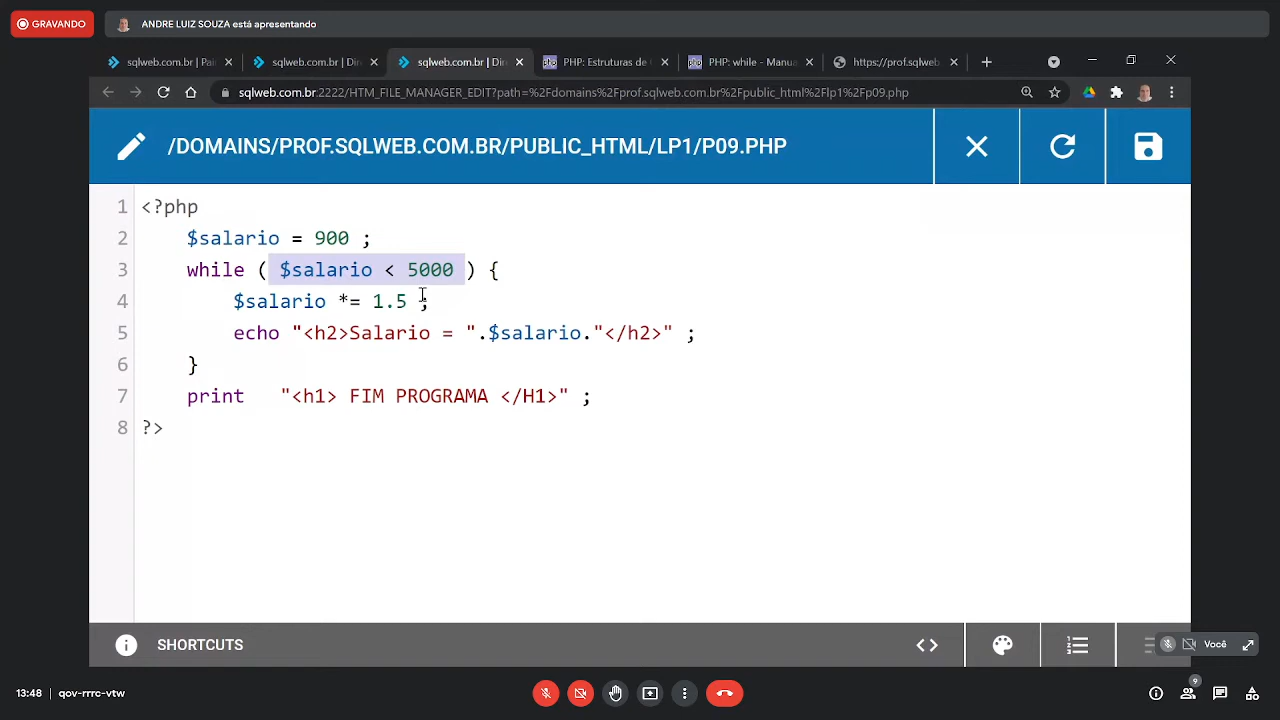 GRAVANDO
ANDRE LUIZ SOUZA está apresentando
sqlweb.com.br | Pai
sqlweb.com.br | Dir
sqlweb.com.br | Dir
PHP: Estruturas de C
PHP: while - Manua
https://prof.sqlweb
sqlweb.com.br:2222/HTM_FILE_MANAGER_EDIT?path=%2Fdomains%2Fprof.sqlweb.com.br%2Fpublic_html%2Flp1%2Fp09.php
/DOMAINS/PROF.SQLWEB.COM.BR/PUBLIC_HTML/LP1/P09.PHP
1 <?php
2 $salario = 900 ;
3 while ( $salario < 5000 ) {
4 $salario *= 1.5 ;
5 echo "<h2>Salario = ".$salario."</h2>" ;
6 }
7 print "<h1> FIM PROGRAMA </H1>" ;
8 ?>
SHORTCUTS
Você
13:48 qov-rrrc-vtw
9